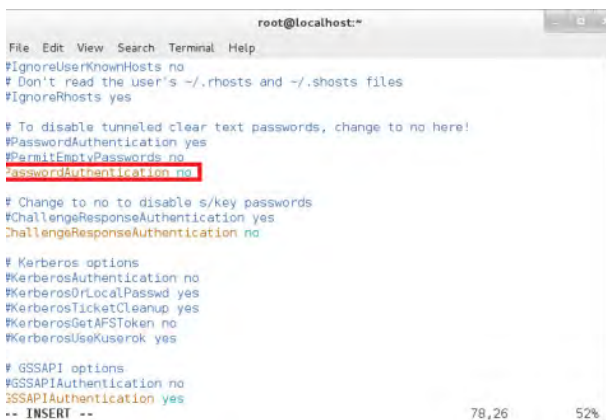 root@localhost:~
File Edit View Search Terminal Help
#IgnoreUserKnownHosts no
# Don't read the user's ~/.rhosts and ~/.shosts files
#IgnoreRhosts yes
# To disable tunneled clear text passwords, change to no here!
#PasswordAuthentication yes
#PermitEmptyPasswords no
PasswordAuthentication no
# Change to no to disable s/key passwords
#ChallengeResponseAuthentication yes
ChallengeResponseAuthentication no
# Kerberos options
#KerberosAuthentication no
#KerberosOrLocalPasswd yes
#KerberosTicketCleanup yes
#KerberosGetAFSToken no
#KerberosUseKuserok yes
# GSSAPI options
#GSSAPIAuthentication no
GSSAPIAuthentication yes
-- INSERT -- 78,26 52%